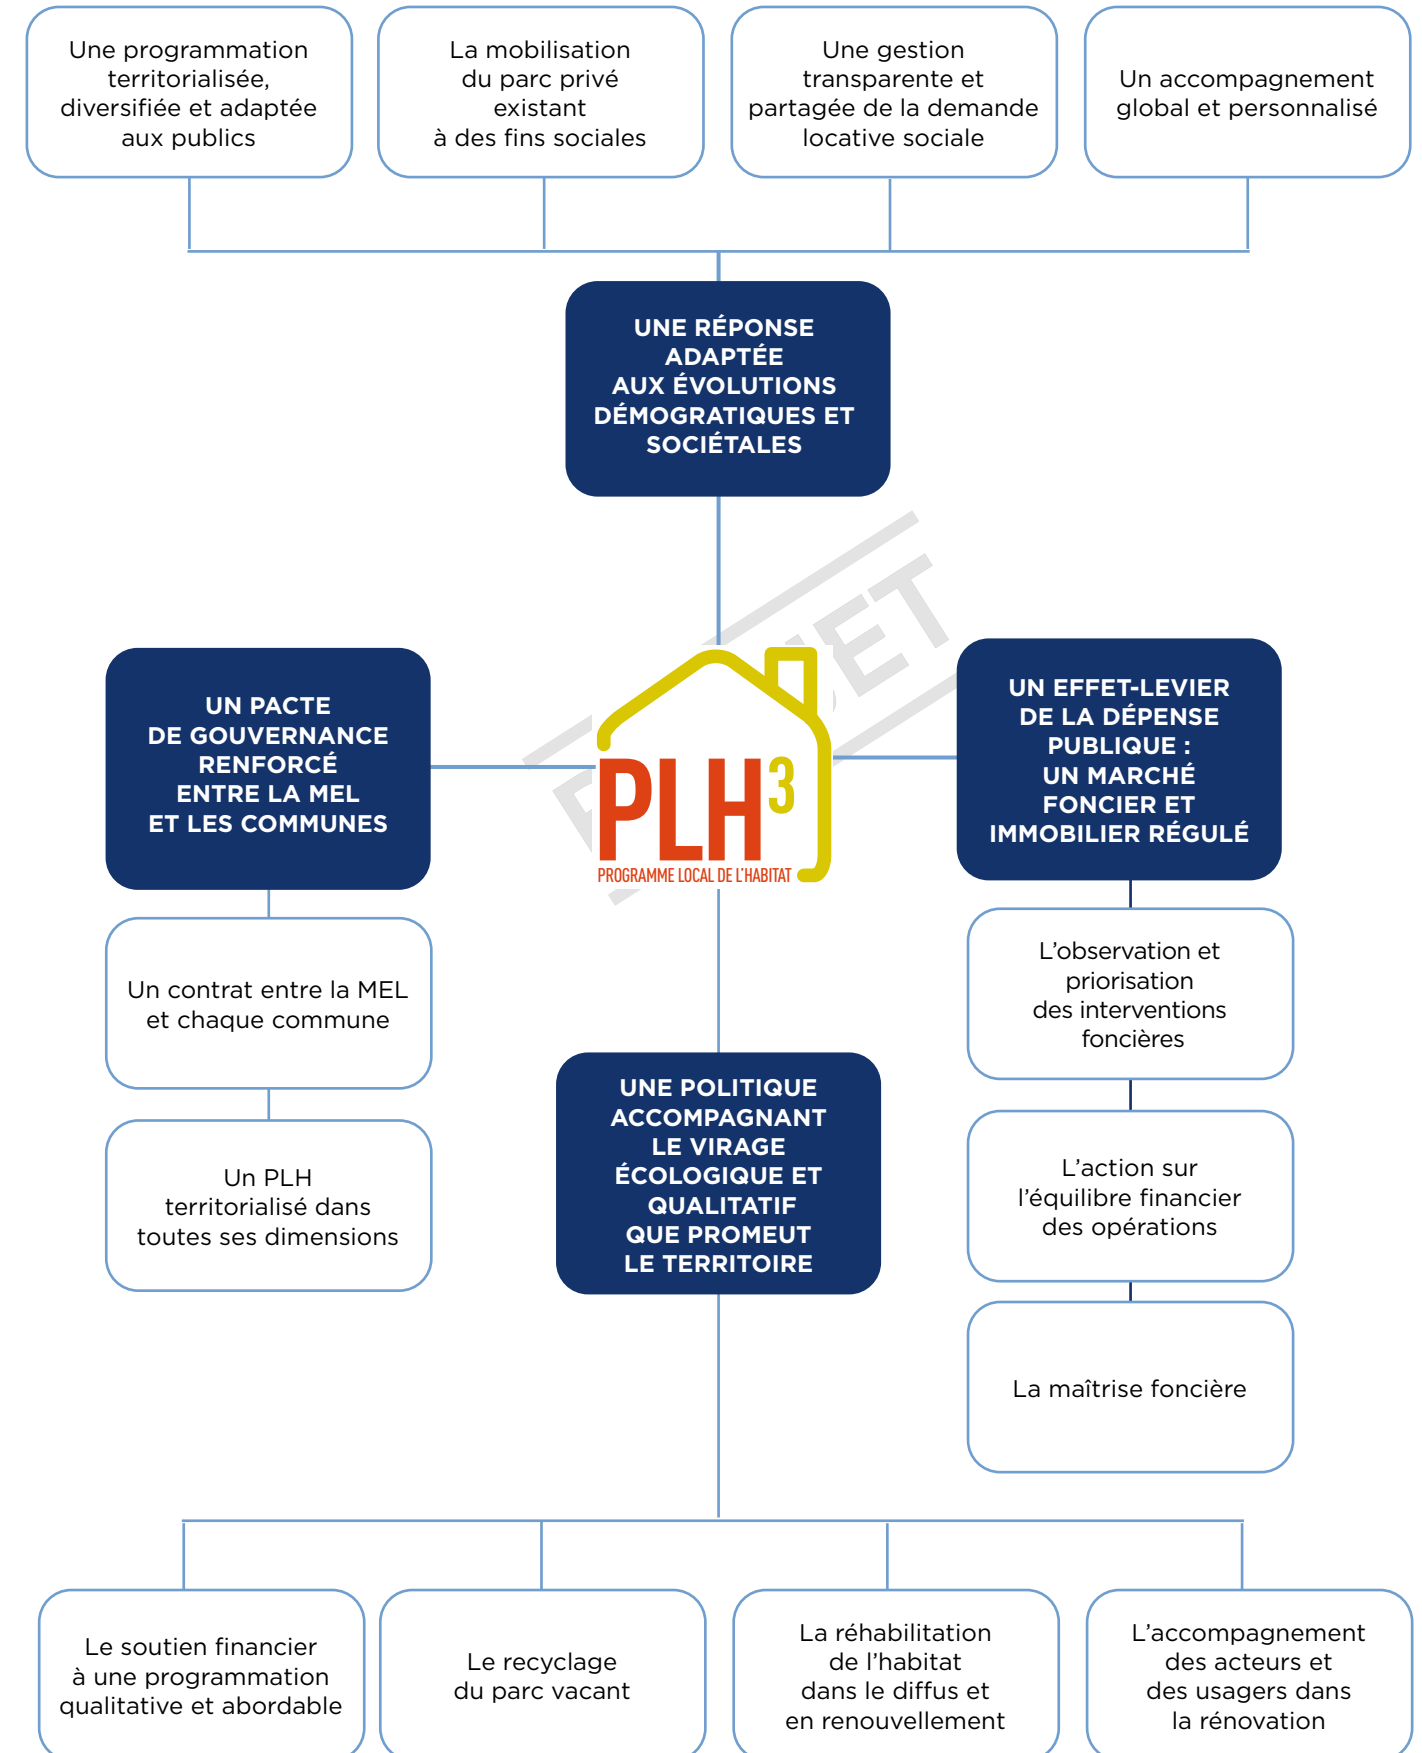 Une programmation
territorialisée,
diversifiée et adaptée
aux publics
La mobilisation
du parc privé
existant
à des fins sociales
Une gestion
transparente et
partagée de la demande
locative sociale
Un accompagnement
global et personnalisé
UNE RÉPONSE
ADAPTÉE
AUX ÉVOLUTIONS
DÉMOGRATIQUES ET
SOCIÉTALES
UN PACTE
DE GOUVERNANCE
RENFORCÉ
ENTRE LA MEL
ET LES COMMUNES
PLH3
PROGRAMME LOCAL DE L'HABITAT
UN EFFET-LEVIER
DE LA DÉPENSE
PUBLIQUE :
UN MARCHÉ
FONCIER ET
IMMOBILIER RÉGULÉ
Un contrat entre la MEL
et chaque commune
Un PLH
territorialisé dans
toutes ses dimensions
L'observation et
priorisation
des interventions
foncières
L'action sur
l'équilibre financier
des opérations
La maîtrise foncière
UNE POLITIQUE
ACCOMPAGNANT
LE VIRAGE
ÉCOLOGIQUE ET
QUALITATIF
QUE PROMEUT
LE TERRITOIRE
Le soutien financier
à une programmation
qualitative et abordable
Le recyclage
du parc vacant
La réhabilitation
de l'habitat
dans le diffus et
en renouvellement
L'accompagnement
des acteurs et
des usagers dans
la rénovation